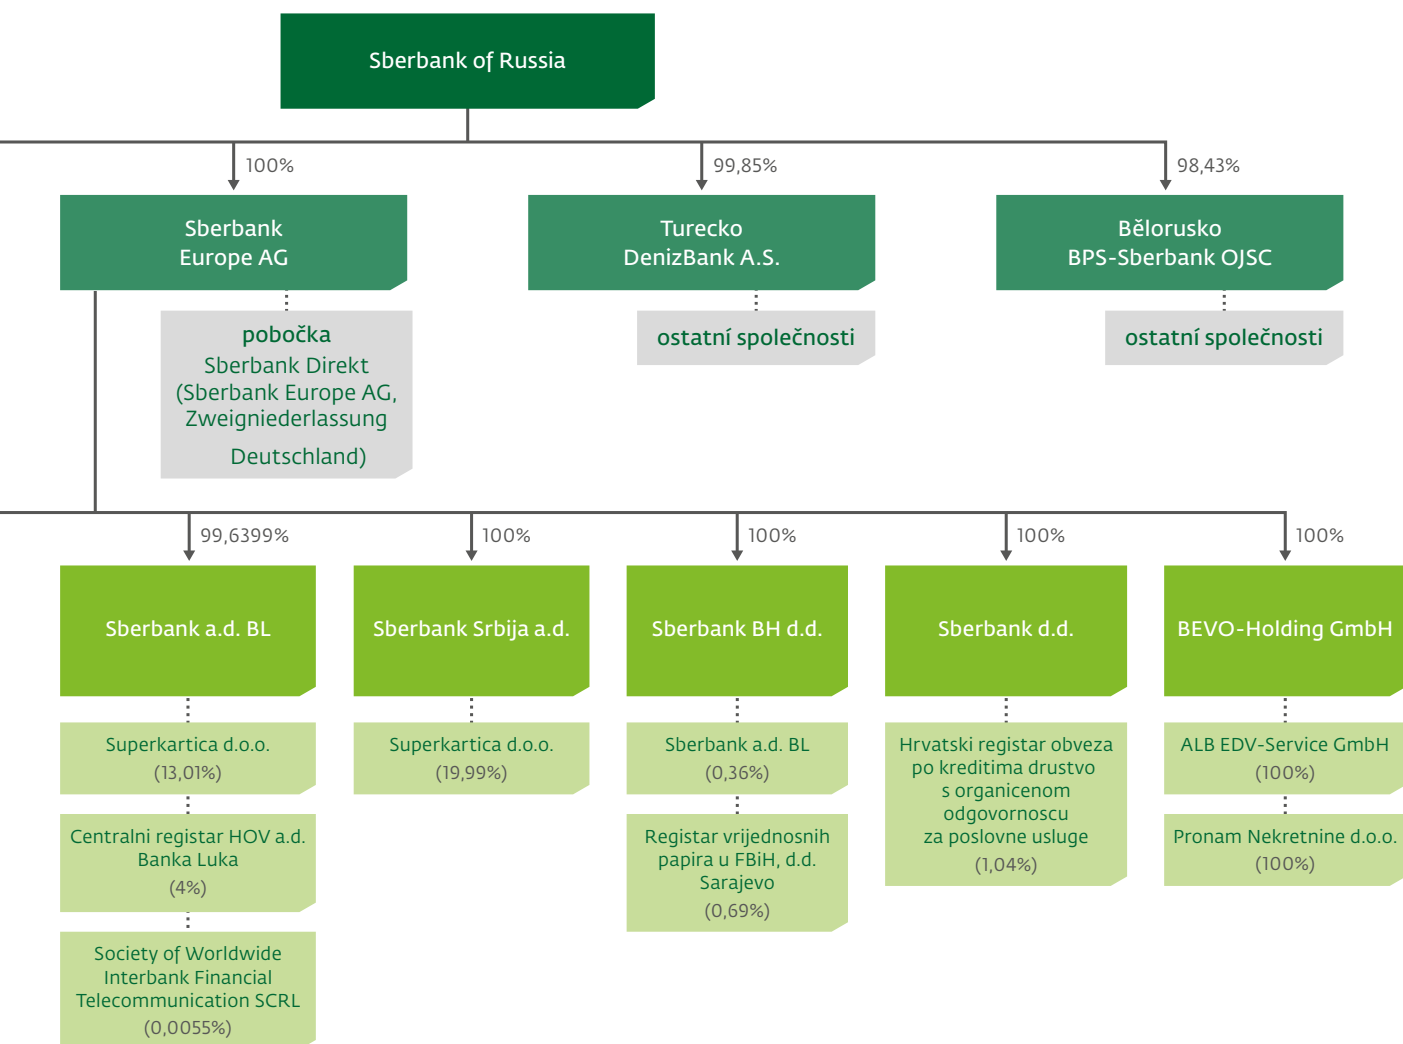 Sberbank of Russia
100%
99,85%
98,43%
Sberbank
Europe AG
Turecko
DenizBank A.S.
Bělorusko
BPS-Sberbank OJSC
pobočka
Sberbank Direkt
(Sberbank Europe AG,
Zweigniederlassung
Deutschland)
ostatní společnosti
ostatní společnosti
99,6399%
100%
100%
100%
100%
Sberbank a.d. BL
Sberbank Srbija a.d.
Sberbank BH d.d.
Sberbank d.d.
BEVO-Holding GmbH
Superkartica d.o.o.
(13,01%)
Centralni registar HOV a.d.
Banka Luka
(4%)
Society of Worldwide
Interbank Financial
Telecommunication SCRL
(0,0055%)
Superkartica d.o.o.
(19,99%)
Sberbank a.d. BL
(0,36%)
Registar vrijednosnih
papira u FBiH, d.d.
Sarajevo
(0,69%)
Hrvatski registar obveza
po kreditima drustvo
s organicenom
odgovornoscu
za poslovne usluge
(1,04%)
ALB EDV-Service GmbH
(100%)
Pronam Nekretnine d.o.o.
(100%)